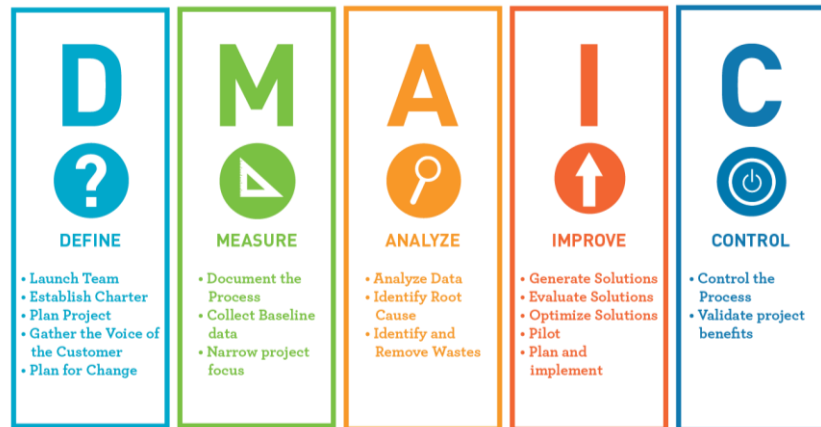 D
?
DEFINE
• Launch Team
• Establish Charter
• Plan Project
• Gather the Voice of
the Customer
• Plan for Change
M
MEASURE
• Document the
Process
• Collect Baseline
data
• Narrow project
focus
A
ANALYZE
• Analyze Data
• Identify Root
Cause
• Identify and
Remove Wastes
I
IMPROVE
• Generate Solutions
• Evaluate Solutions
• Optimize Solutions
• Pilot
• Plan and
implement
C
CONTROL
• Control the
Process
• Validate project
benefits